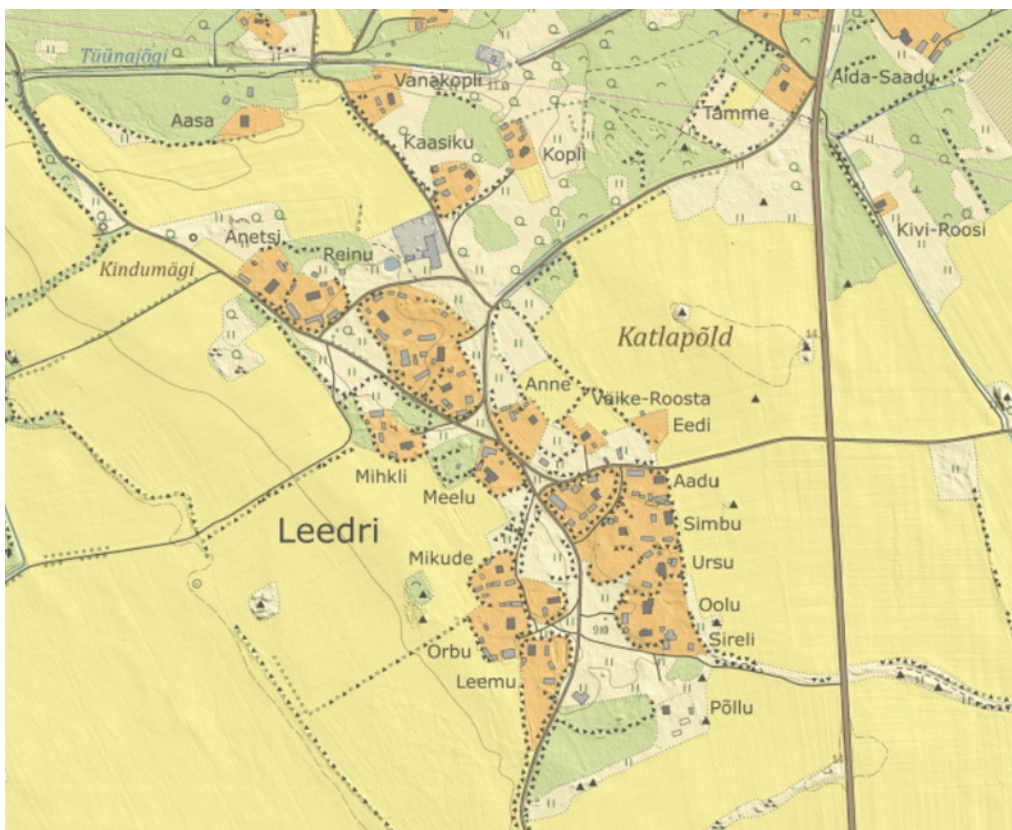 Tüünajõgi
Vanakopli
Aida-Saadu
Aasa
Tamme
Kaasiku
Kopli
Anetsi
Reinu
Kivi-Roosi
Kindumägi
Katlapõld
Anne
Väike-Roosta
Eedi
Mihkli
Meelu
Aadu
Leedri
Simbu
Mikude
Ursu
Oolu
Orbu
Sireli
Leemu
Põllu